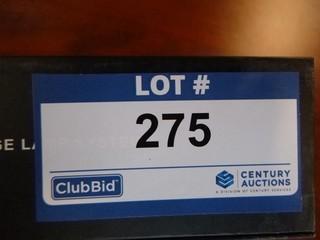 LOT #
275
ClubBid
CENTURY
AUCTIONS
A DIVISION OF CENTURY SERVICES